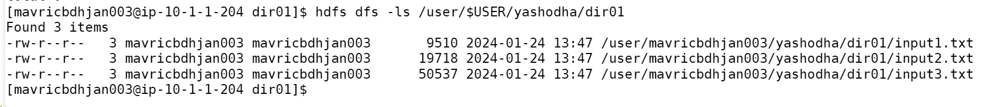 [mavricbdhjan003@ip-10-1-1-204 dir01]$ hdfs dfs -ls /user/$USER/yashodha/dir01
Found 3 items
-rw-r--r--   3 mavricbdhjan003 mavricbdhjan003       9510 2024-01-24 13:47 /user/mavricbdhjan003/yashodha/dir01/input1.txt
-rw-r--r--   3 mavricbdhjan003 mavricbdhjan003      19718 2024-01-24 13:47 /user/mavricbdhjan003/yashodha/dir01/input2.txt
-rw-r--r--   3 mavricbdhjan003 mavricbdhjan003      50537 2024-01-24 13:47 /user/mavricbdhjan003/yashodha/dir01/input3.txt
[mavricbdhjan003@ip-10-1-1-204 dir01]$